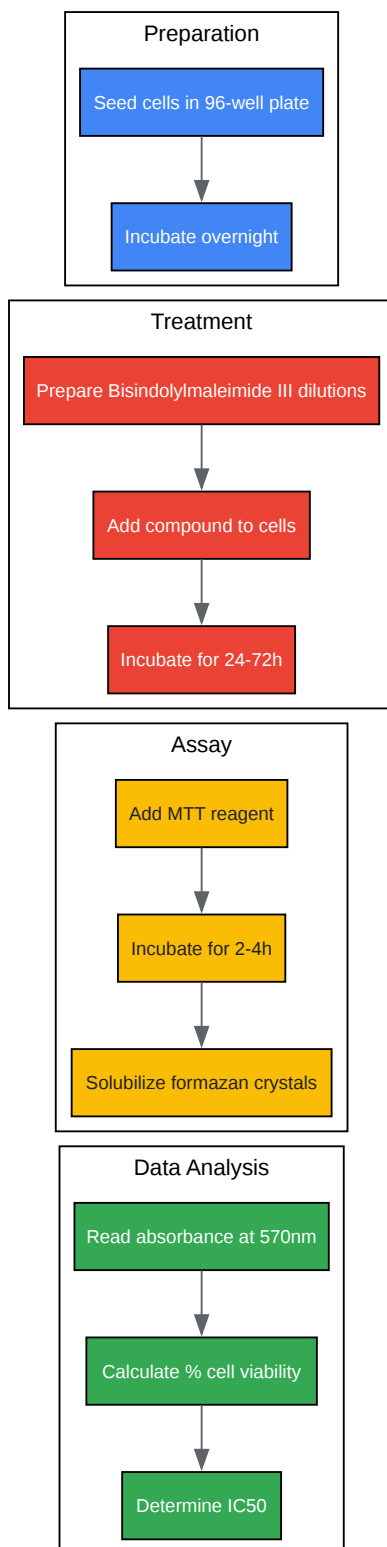 Preparation
Seed cells in 96-well plate
Incubate overnight
Treatment
Prepare Bisindolylmaleimide III dilutions
Add compound to cells
Incubate for 24-72h
Assay
Add MTT reagent
Incubate for 2-4h
Solubilize formazan crystals
Data Analysis
Read absorbance at 570nm
Calculate % cell viability
Determine IC50